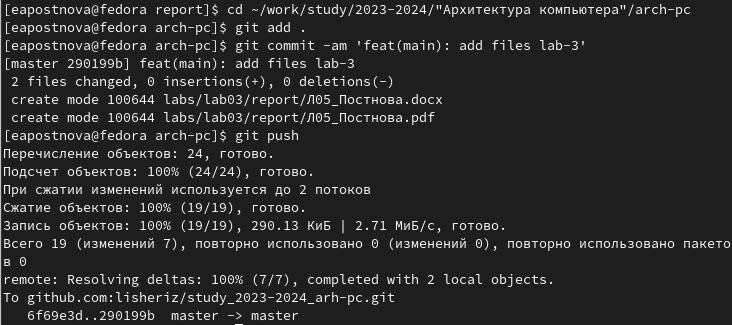 [eapostnova@fedora report]$ cd ~/work/study/2023-2024/"Архитектура компьютера"/arch-pc
[eapostnova@fedora arch-pc]$ git add .
[eapostnova@fedora arch-pc]$ git commit -am 'feat(main): add files lab-3'
[master 290199b] feat(main): add files lab-3
 2 files changed, 0 insertions(+), 0 deletions(-)
 create mode 100644 labs/lab03/report/Л05_Постнова.docx
 create mode 100644 labs/lab03/report/Л05_Постнова.pdf
[eapostnova@fedora arch-pc]$ git push
Перечисление объектов: 24, готово.
Подсчет объектов: 100% (24/24), готово.
При сжатии изменений используется до 2 потоков
Сжатие объектов: 100% (19/19), готово.
Запись объектов: 100% (19/19), 290.13 КиБ | 2.71 МиБ/с, готово.
Всего 19 (изменений 7), повторно использовано 0 (изменений 0), повторно использовано пакето
в 0
remote: Resolving deltas: 100% (7/7), completed with 2 local objects.
To github.com:lisheriz/study_2023-2024_arh-pc.git
   6f69e3d..290199b  master -> master